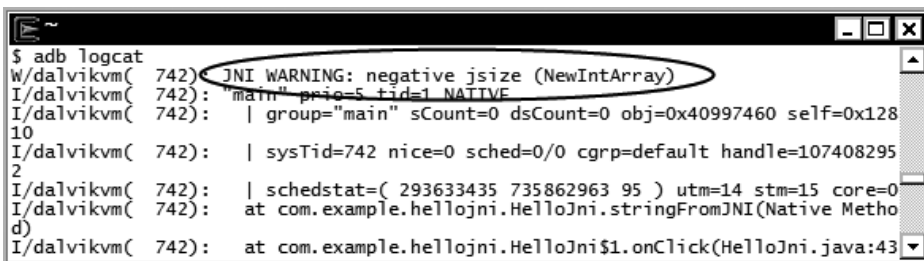 ~
$ adb logcat
W/dalvikvm(  742): JNI WARNING: negative jsize (NewIntArray)
I/dalvikvm(  742): "main" prio=5 tid=1 NATIVE
I/dalvikvm(  742):   | group="main" sCount=0 dsCount=0 obj=0x40997460 self=0x128
10
I/dalvikvm(  742):   | sysTid=742 nice=0 sched=0/0 cgrp=default handle=107408295
2
I/dalvikvm(  742):   | schedstat=( 293633435 735862963 95 ) utm=14 stm=15 core=0
I/dalvikvm(  742):   at com.example.hellojni.HelloJni.stringFromJNI(Native Metho
d)
I/dalvikvm(  742):   at com.example.hellojni.HelloJni$1.onClick(HelloJni.java:43